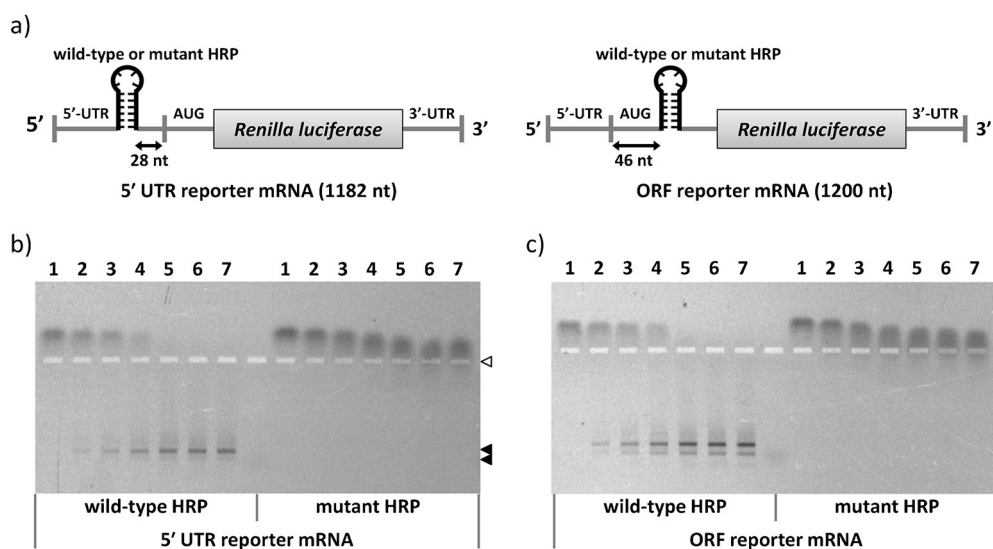 a)
wild-type or mutant HRP
5’ 5’-UTR AUG Renilla luciferase 3’-UTR 3’
28 nt
5’ UTR reporter mRNA (1182 nt)
wild-type or mutant HRP
5’ 5’-UTR AUG Renilla luciferase 3’-UTR 3’
46 nt
ORF reporter mRNA (1200 nt)
b)
1 2 3 4 5 6 7 1 2 3 4 5 6 7
wild-type HRP mutant HRP
5’ UTR reporter mRNA
c)
1 2 3 4 5 6 7 1 2 3 4 5 6 7
wild-type HRP mutant HRP
ORF reporter mRNA